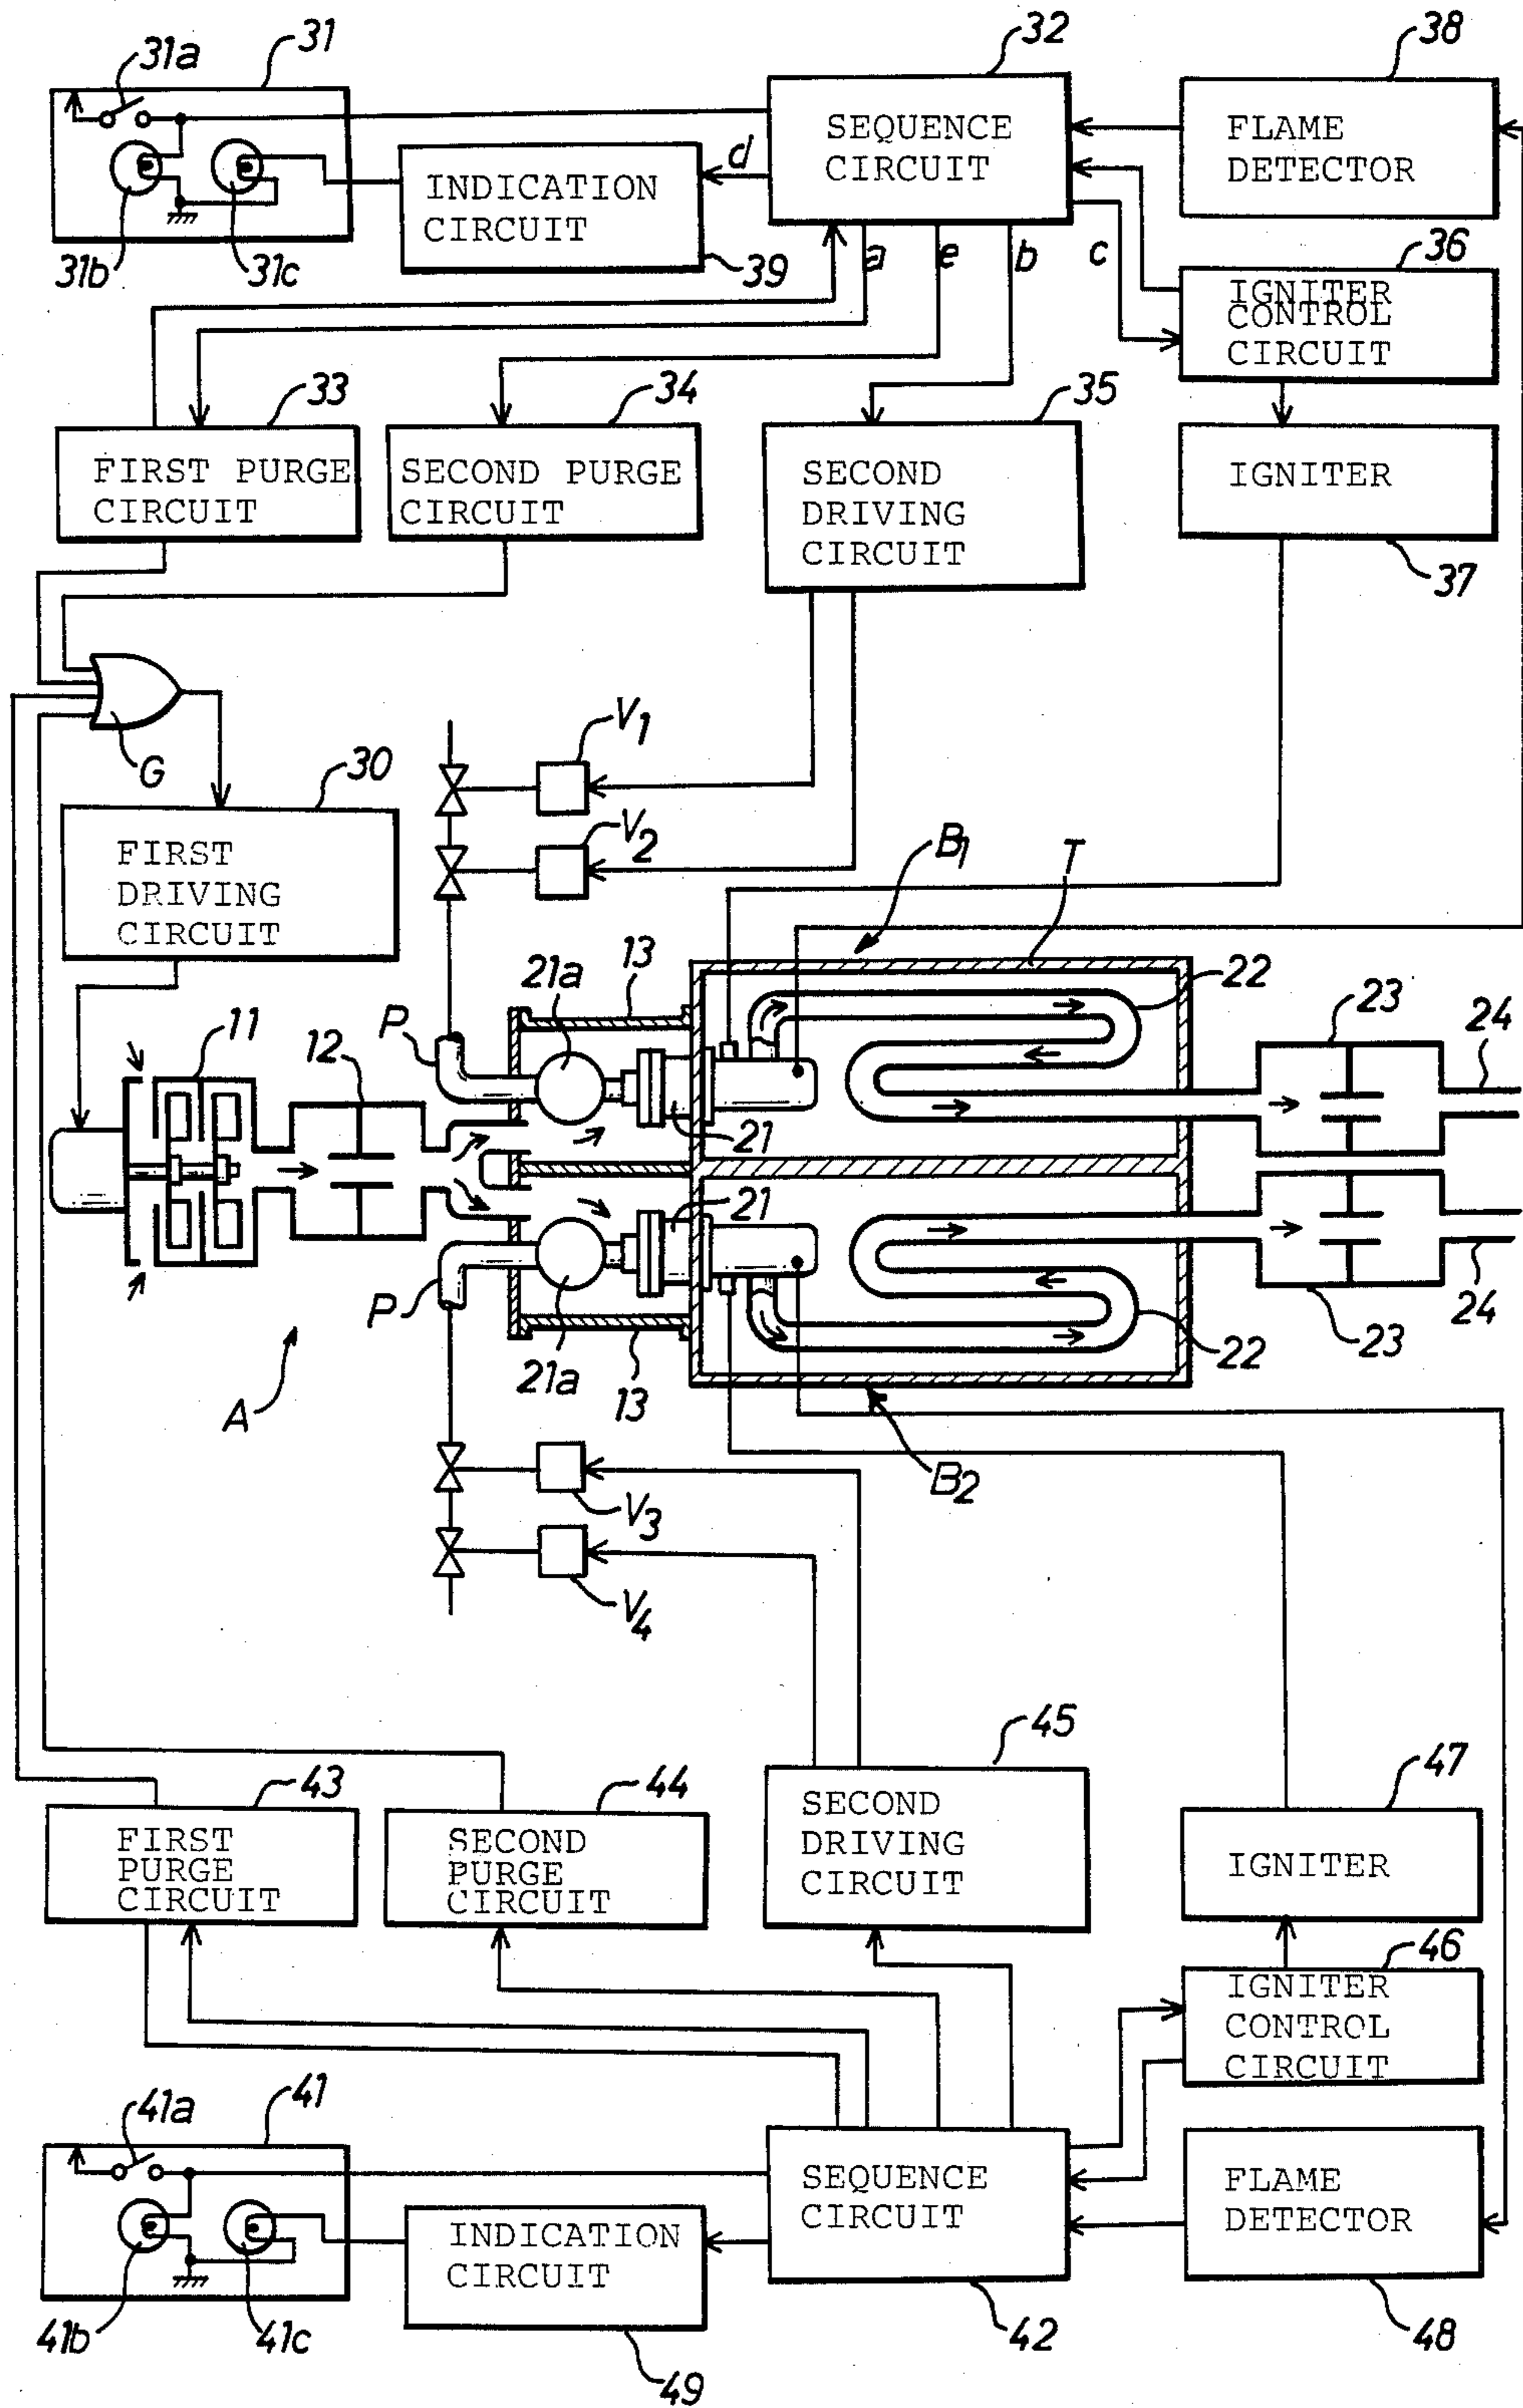 31a
31
32
38
SEQUENCE
CIRCUIT
FLAME
DETECTOR
d
INDICATION
CIRCUIT
31b
31c
39
a
e
b
c
36
IGNITER
CONTROL
CIRCUIT
33
34
35
FIRST PURGE
CIRCUIT
SECOND PURGE
CIRCUIT
SECOND
DRIVING
CIRCUIT
IGNITER
37
G
V1
30
V2
B1
T
FIRST
DRIVING
CIRCUIT
21a
13
22
23
24
P
11
12
21
21
P
24
23
22
21a
13
A
B2
V3
V4
45
43
44
47
FIRST
PURGE
CIRCUIT
SECOND
PURGE
CIRCUIT
SECOND
DRIVING
CIRCUIT
IGNITER
46
IGNITER
CONTROL
CIRCUIT
41a
41
SEQUENCE
CIRCUIT
FLAME
DETECTOR
INDICATION
CIRCUIT
41b
41c
42
48
49